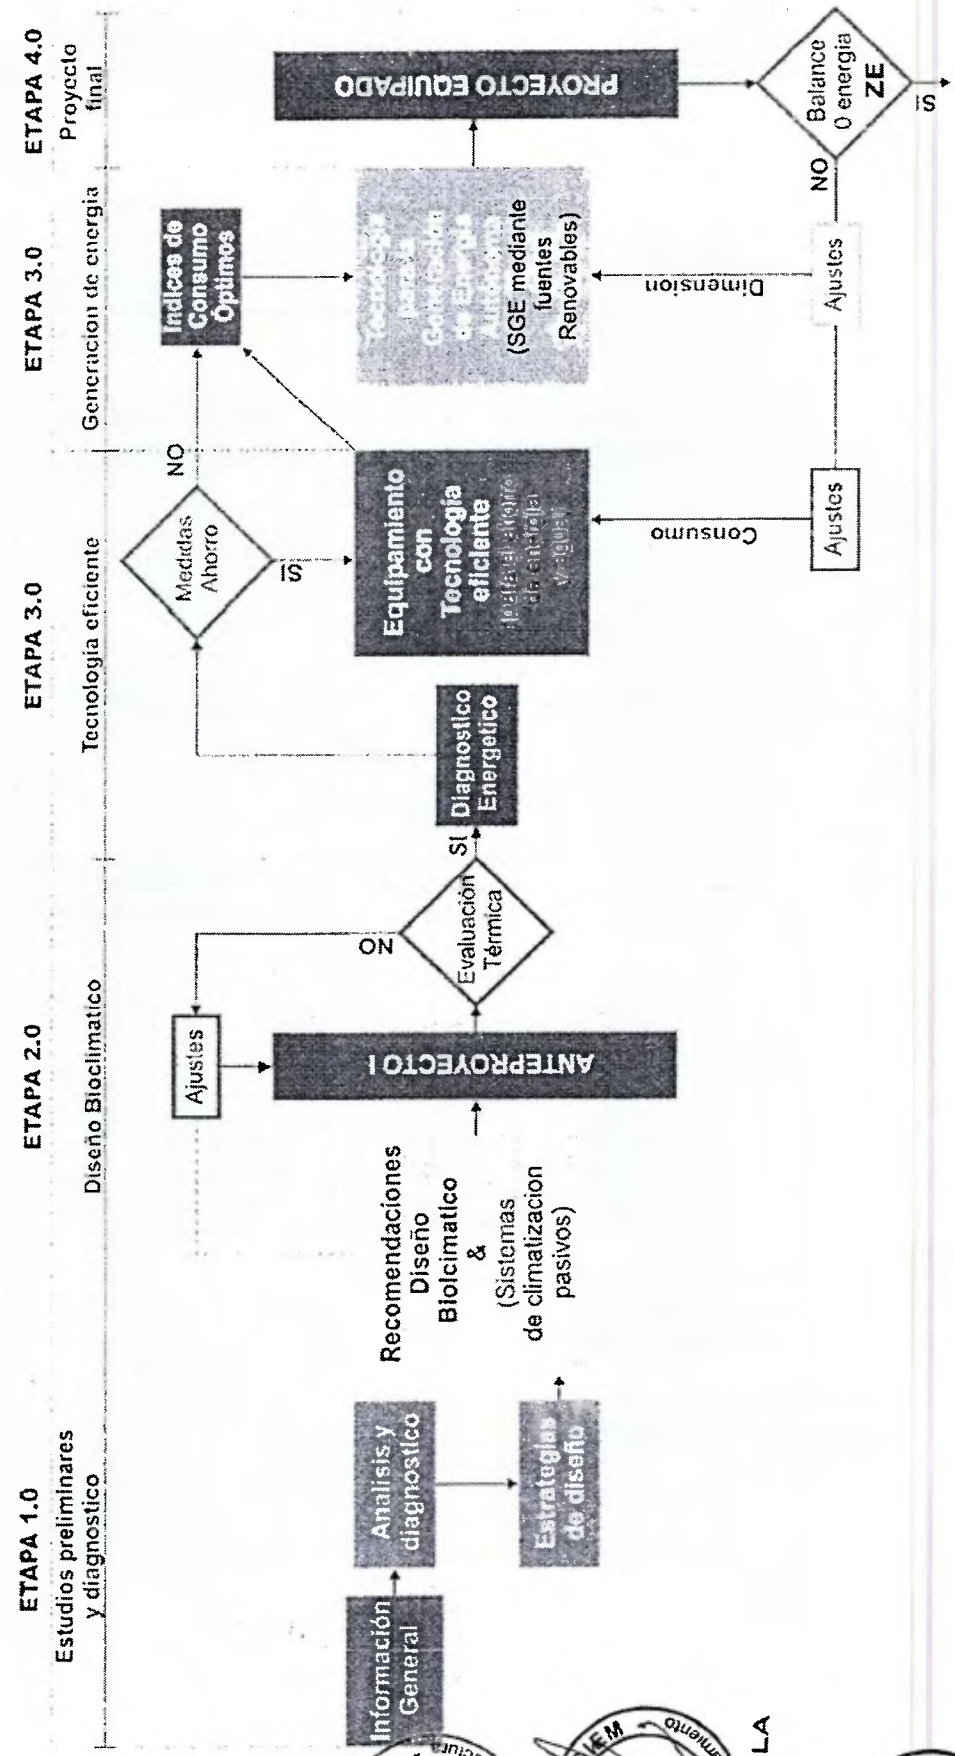 ETAPA 1.0
Estudios preliminares
y diagnostico
ETAPA 2.0
Diseño Bioclimatico
ETAPA 3.0
Tecnologia eficiente
ETAPA 3.0
Generacion de energia
ETAPA 4.0
Proyecto
final
Información
General
Analisis y
diagnostico
Estrategias
de diseño
Recomendaciones
Diseño
Biolcimatico
&
(Sistemas
de climatizacion
pasivos)
Ajustes
ANTEPROYECTO I
NO
Evaluación
Térmica
SI
Diagnostico
Energetico
Medidas
Ahorro
NO
SI
Equipamiento
con
Tecnología
eficiente
Indices de
Consumo
Óptimos
(SGE mediante
fuentes
Renovables)
Consumo
Ajustes
Dimension
Ajustes
PROYECTO EQUIPADO
NO
Balance
0 energia
ZE
SI
LA